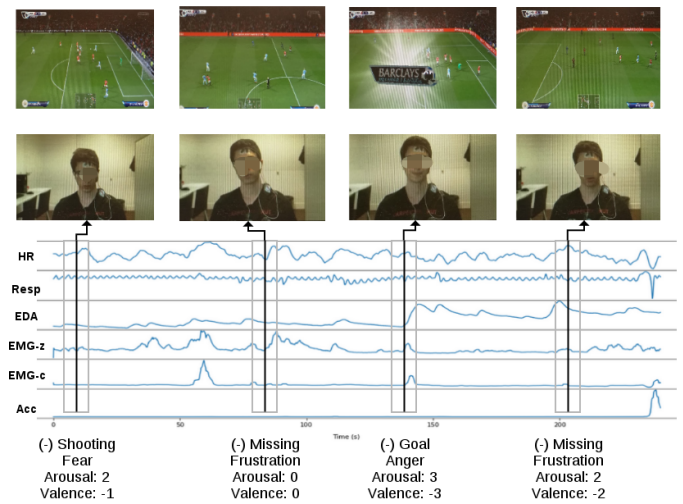 BARCLAYS
HR
Resp
EDA
EMG-z
EMG-c
Acc
0 50 100 150 200
Time (s)
(-) Shooting
Fear
Arousal: 2
Valence: -1
(-) Missing
Frustration
Arousal: 0
Valence: 0
(-) Goal
Anger
Arousal: 3
Valence: -3
(-) Missing
Frustration
Arousal: 2
Valence: -2